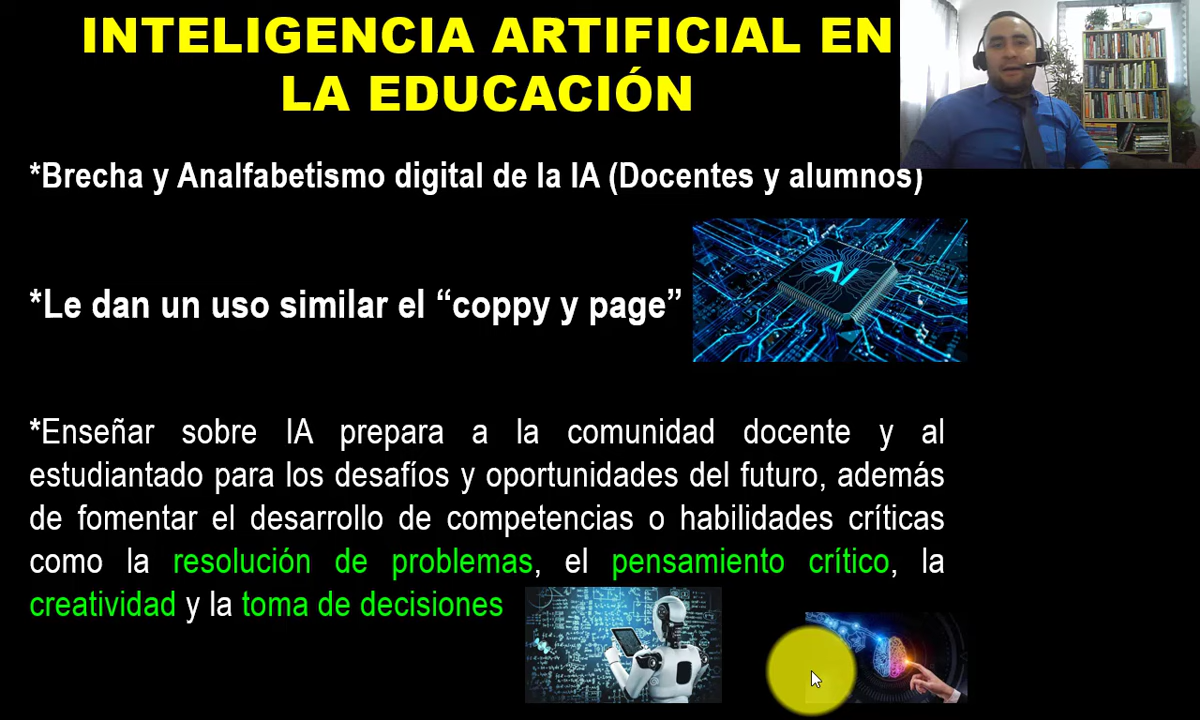 INTELIGENCIA ARTIFICIAL EN
LA EDUCACIÓN
*Brecha y Analfabetismo digital de la IA (Docentes y alumnos)
*Le dan un uso similar el “coppy y page”
AI
*Enseñar sobre IA prepara a la comunidad docente y al
estudiantado para los desafíos y oportunidades del futuro, además
de fomentar el desarrollo de competencias o habilidades críticas
como la resolución de problemas, el pensamiento crítico, la
creatividad y la toma de decisiones